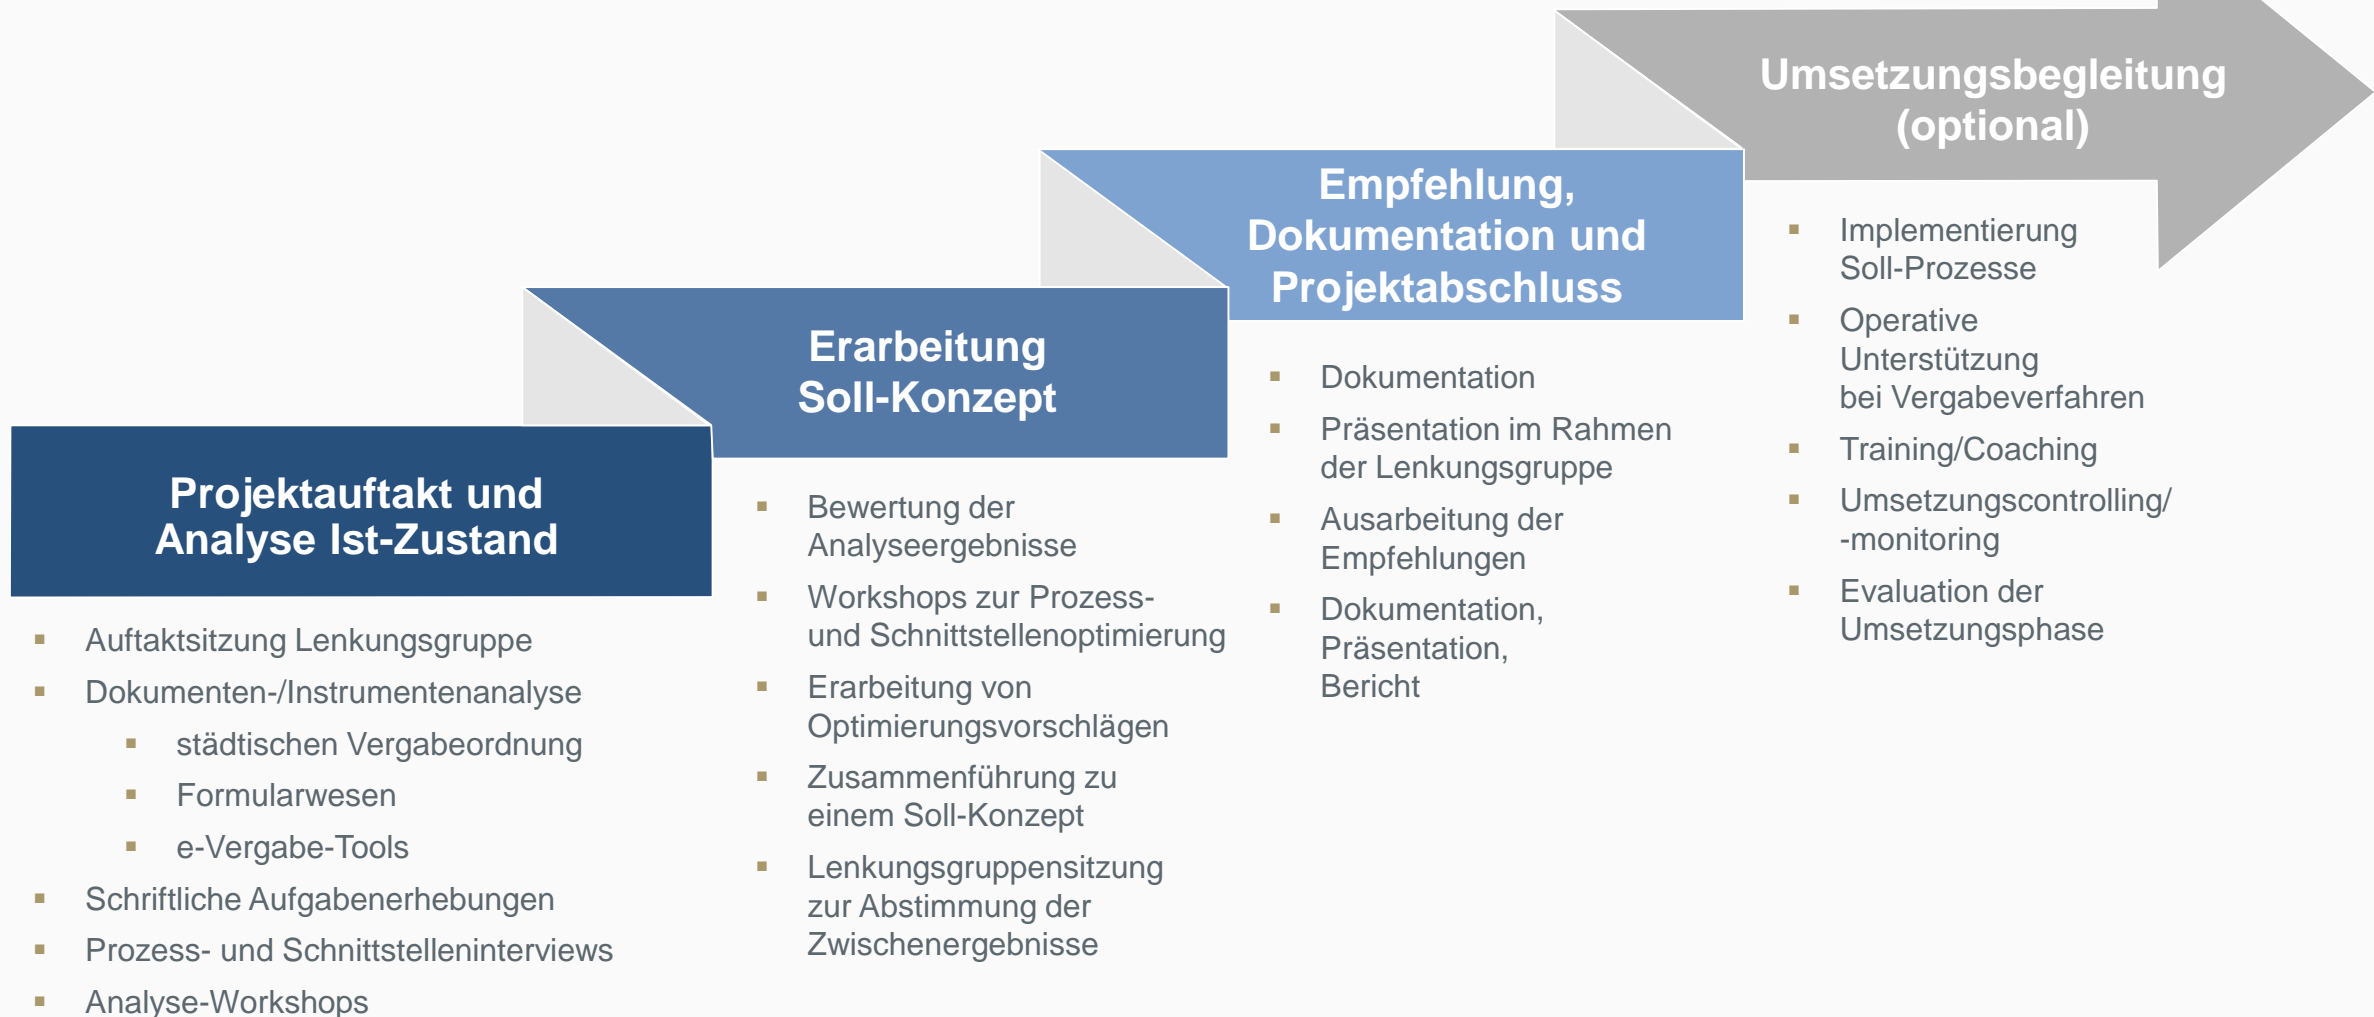 Projektauftakt und
Analyse Ist-Zustand
▪ Auftaktsitzung Lenkungsgruppe
▪ Dokumenten-/Instrumentenanalyse
▪ städtischen Vergabeordnung
▪ Formularwesen
▪ e-Vergabe-Tools
▪ Schriftliche Aufgabenerhebungen
▪ Prozess- und Schnittstelleninterviews
▪ Analyse-Workshops
Erarbeitung
Soll-Konzept
▪ Bewertung der
Analyseergebnisse
▪ Workshops zur Prozess-
und Schnittstellenoptimierung
▪ Erarbeitung von
Optimierungsvorschlägen
▪ Zusammenführung zu
einem Soll-Konzept
▪ Lenkungsgruppensitzung
zur Abstimmung der
Zwischenergebnisse
Empfehlung,
Dokumentation und
Projektabschluss
▪ Dokumentation
▪ Präsentation im Rahmen
der Lenkungsgruppe
▪ Ausarbeitung der
Empfehlungen
▪ Dokumentation,
Präsentation,
Bericht
Umsetzungsbegleitung
(optional)
▪ Implementierung
Soll-Prozesse
▪ Operative
Unterstützung
bei Vergabeverfahren
▪ Training/Coaching
▪ Umsetzungscontrolling/
-monitoring
▪ Evaluation der
Umsetzungsphase